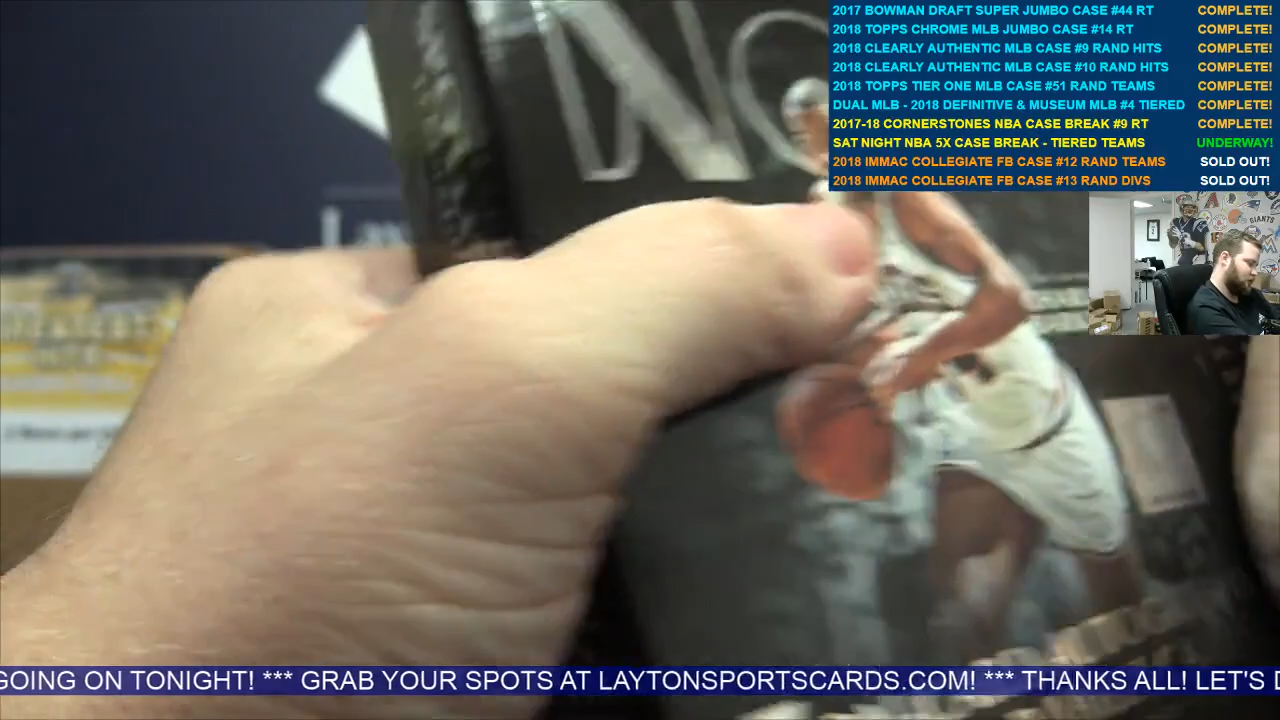 2017 BOWMAN DRAFT SUPER JUMBO CASE #44 RT COMPLETE!
2018 TOPPS CHROME MLB JUMBO CASE #14 RT COMPLETE!
2018 CLEARLY AUTHENTIC MLB CASE #9 RAND HITS COMPLETE!
2018 CLEARLY AUTHENTIC MLB CASE #10 RAND HITS COMPLETE!
2018 TOPPS TIER ONE MLB CASE #51 RAND TEAMS COMPLETE!
DUAL MLB - 2018 DEFINITIVE & MUSEUM MLB #4 TIERED COMPLETE!
2017-18 CORNERSTONES NBA CASE BREAK #9 RT COMPLETE!
SAT NIGHT NBA 5X CASE BREAK - TIERED TEAMS UNDERWAY!
2018 IMMAC COLLEGIATE FB CASE #12 RAND TEAMS SOLD OUT!
2018 IMMAC COLLEGIATE FB CASE #13 RAND DIVS SOLD OUT!
GIANTS
GOING ON TONIGHT! *** GRAB YOUR SPOTS AT LAYTONSPORTSCARDS.COM! *** THANKS ALL! LET'S